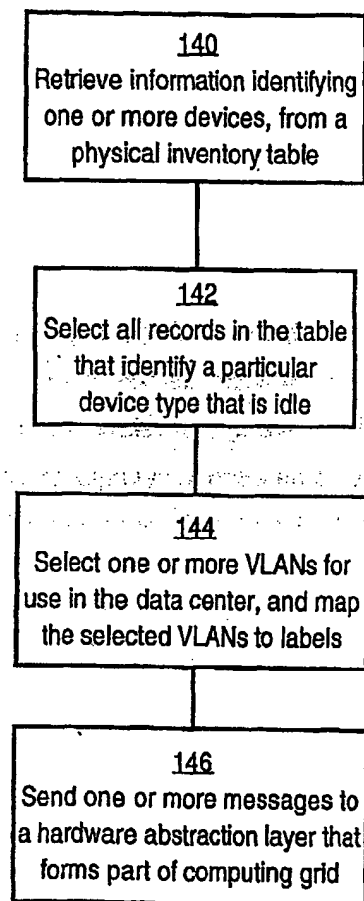 140
Retrieve information identifying
one or more devices, from a
physical inventory table
142
Select all records in the table
that identify a particular
device type that is idle
144
Select one or more VLANs for
use in the data center, and map
the selected VLANs to labels
146
Send one or more messages to
a hardware abstraction layer that
forms part of computing grid